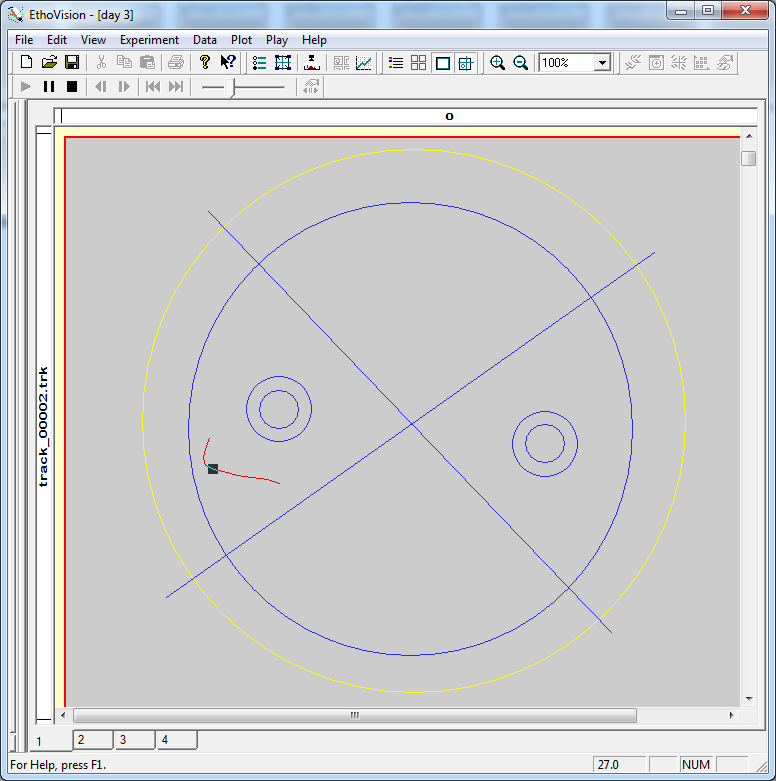 EthoVision - [day 3]
File Edit View Experiment Data Plot Play Help
100%
o
track_00002.trk
1 2 3 4
For Help, press F1.
27.0 NUM